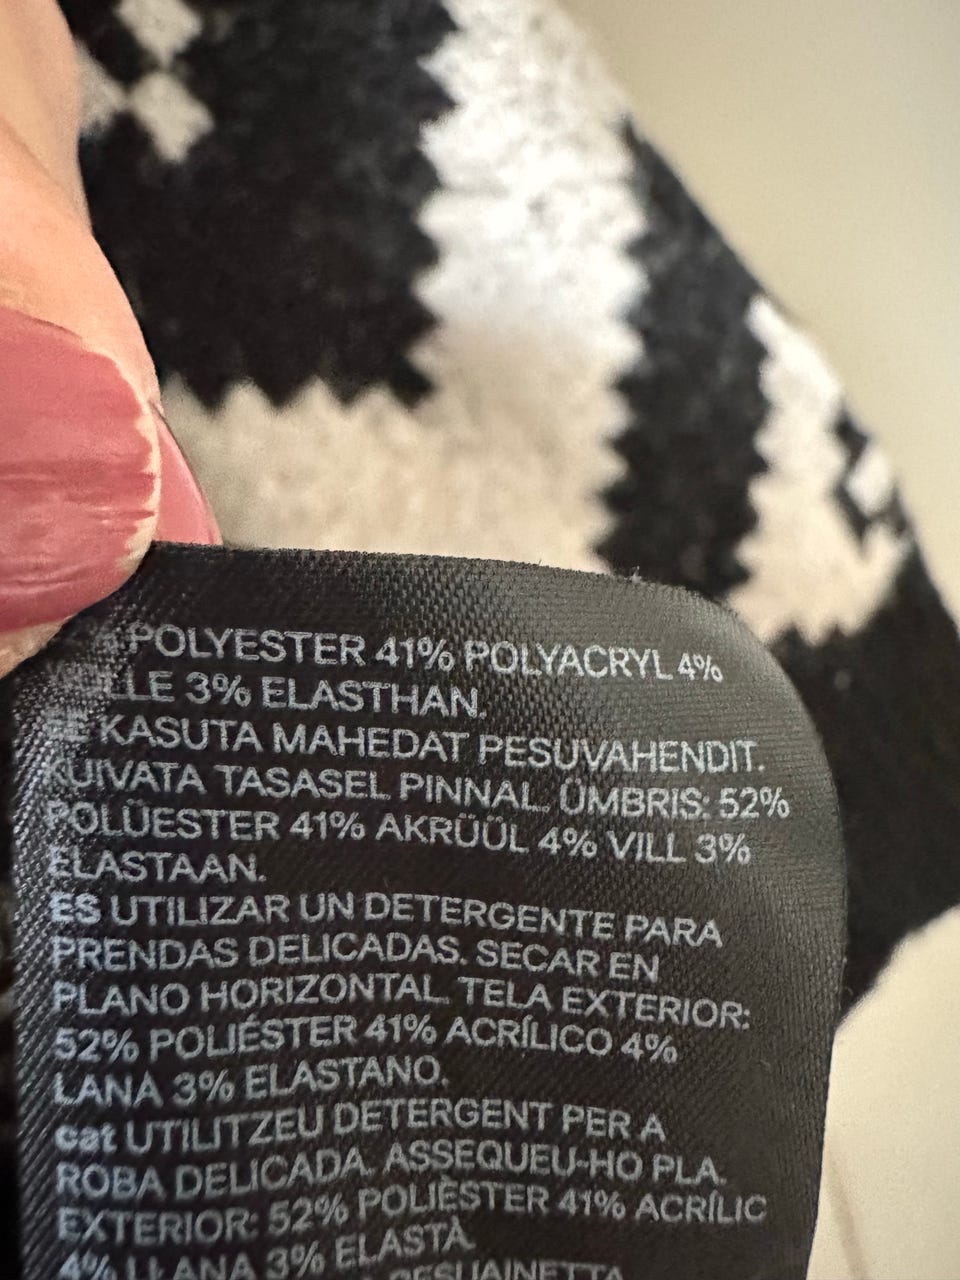 POLYESTER 41% POLYACRYL 4%
3% ELASTHAN.
KASUTA MAHEDAT PESUVAHENDIT.
KUIVATA TASASEL PINNAL. ÜMBRIS: 52%
POLÜESTER 41% AKRÜÜL 4% VILL 3%
ELASTAAN.
ES UTILIZAR UN DETERGENTE PARA
PRENDAS DELICADAS. SECAR EN
PLANO HORIZONTAL. TELA EXTERIOR:
52% POLIÉSTER 41% ACRÍLICO 4%
LANA 3% ELASTANO.
cat UTILITZEU DETERGENT PER A
ROBA DELICADA. ASSEQUEU-HO PLA.
EXTERIOR: 52% POLIÈSTER 41% ACRÍLIC
4% LLANA 3% ELASTÀ.